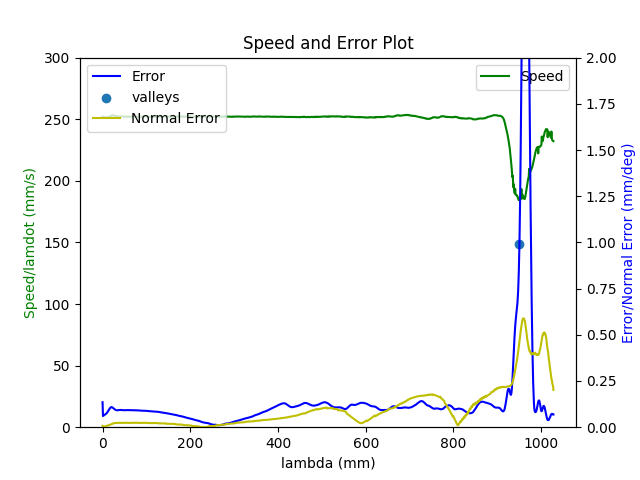 Speed and Error Plot
Error
valleys
Normal Error
Speed
300
250
200
150
100
50
0
Speed/lamdot (mm/s)
2.00
1.75
1.50
1.25
1.00
0.75
0.50
0.25
0.00
Error/Normal Error (mm/deg)
0 200 400 600 800 1000
lambda (mm)